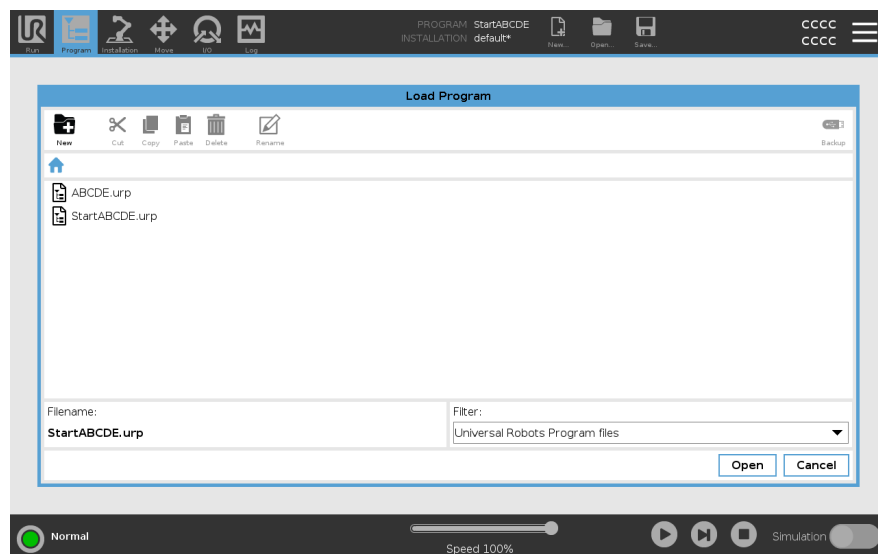 PROGRAM StartABCDE
INSTALLATION default*
CCCC
CCCC
Run Program Installation Move I/O Log New... Open... Save...
Load Program
New Cut Copy Paste Delete Rename Backup
ABCDE.urp
StartABCDE.urp
Filename:
Filter:
StartABCDE.urp
Universal Robots Program files
Open Cancel
Normal
Speed 100%
Simulation